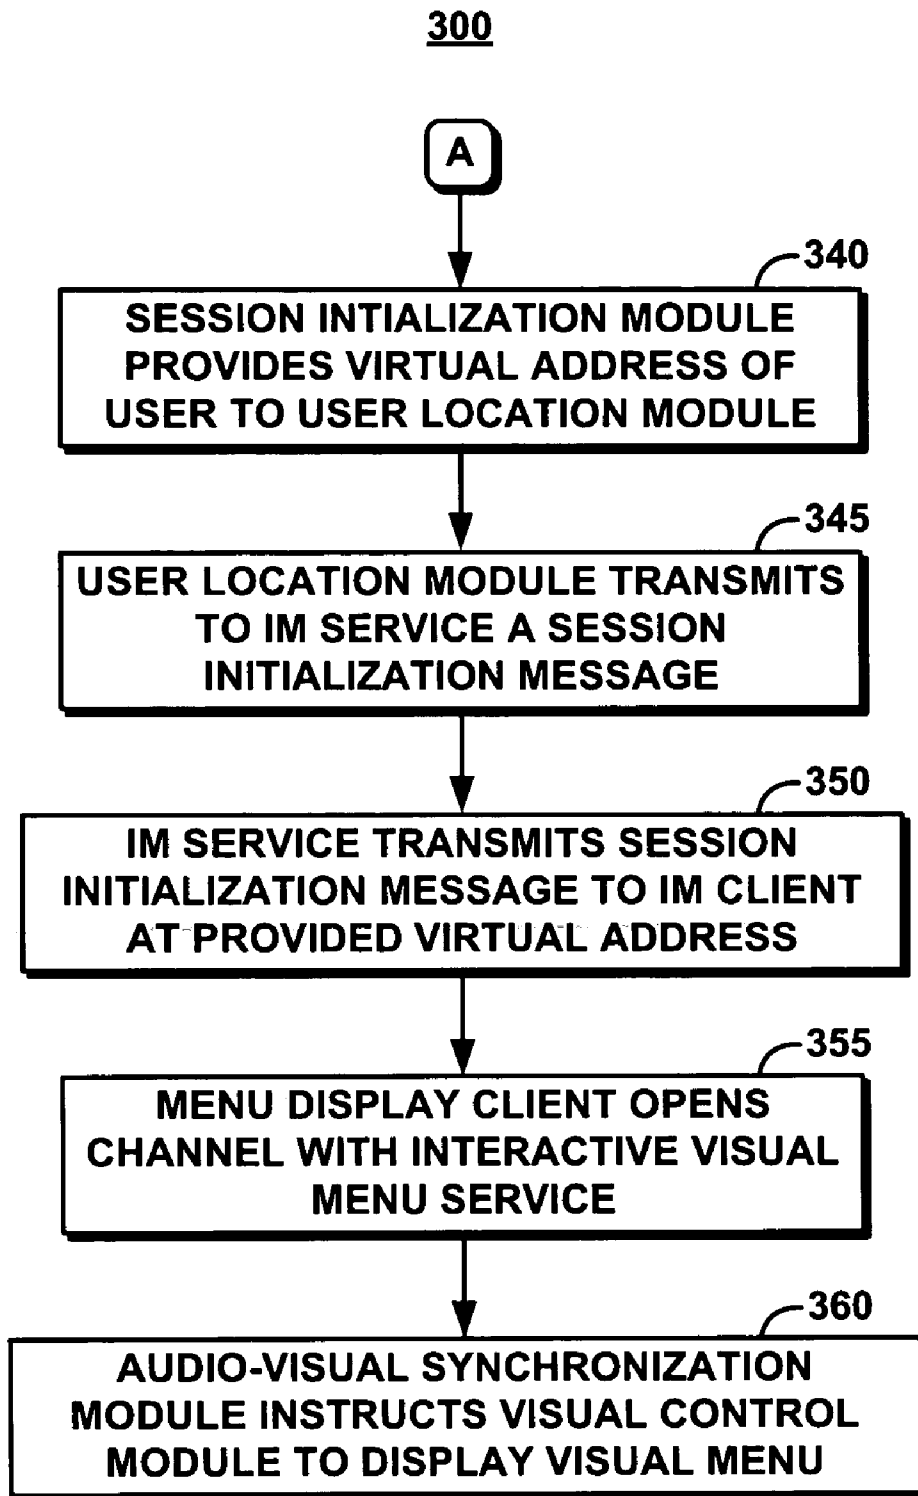 300
A
340
SESSION INTIALIZATION MODULE
PROVIDES VIRTUAL ADDRESS OF
USER TO USER LOCATION MODULE
345
USER LOCATION MODULE TRANSMITS
TO IM SERVICE A SESSION
INITIALIZATION MESSAGE
350
IM SERVICE TRANSMITS SESSION
INITIALIZATION MESSAGE TO IM CLIENT
AT PROVIDED VIRTUAL ADDRESS
355
MENU DISPLAY CLIENT OPENS
CHANNEL WITH INTERACTIVE VISUAL
MENU SERVICE
360
AUDIO-VISUAL SYNCHRONIZATION
MODULE INSTRUCTS VISUAL CONTROL
MODULE TO DISPLAY VISUAL MENU